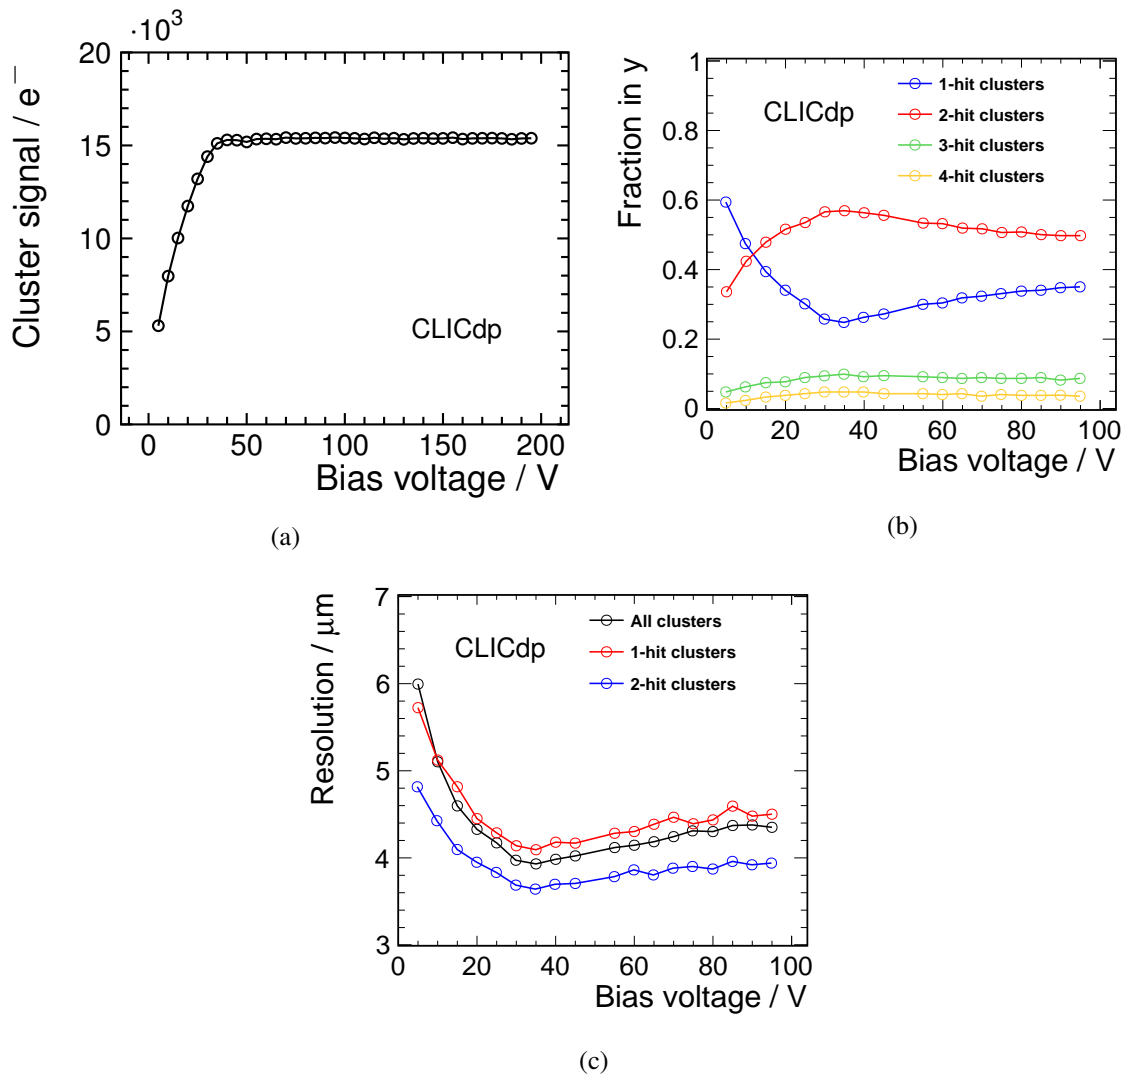 ·10³
20
15
10
5
0
Cluster signal / e⁻
CLICdp
0 50 100 150 200
Bias voltage / V
(a)
1
0.8
0.6
0.4
0.2
0
Fraction in y
CLICdp
1-hit clusters
2-hit clusters
3-hit clusters
4-hit clusters
0 20 40 60 80 100
Bias voltage / V
(b)
7
6
5
4
3
Resolution / μm
CLICdp
All clusters
1-hit clusters
2-hit clusters
0 20 40 60 80 100
Bias voltage / V
(c)